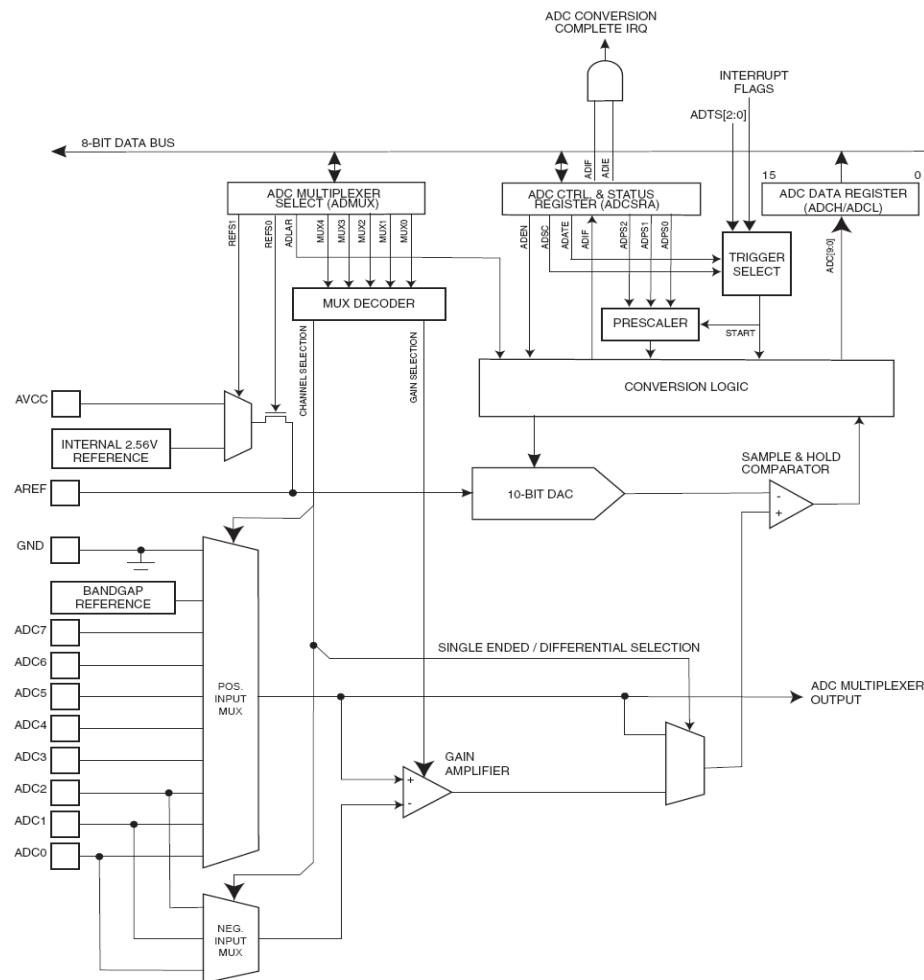 ADC CONVERSION
COMPLETE IRQ
INTERRUPT
FLAGS
ADTS[2:0]
8-BIT DATA BUS
ADIF
ADIE
15
0
ADC MULTIPLEXER
SELECT (ADMUX)
ADC CTRL. & STATUS
REGISTER (ADCSRA)
ADC DATA REGISTER
(ADCH/ADCL)
REFS1
REFS0
ADLAR
MUX4
MUX3
MUX2
MUX1
MUX0
ADEN
ADSC
ADATE
ADIF
ADPS2
ADPS1
ADPS0
ADC[9:0]
TRIGGER
SELECT
MUX DECODER
PRESCALER
START
CHANNEL SELECTION
GAIN SELECTION
CONVERSION LOGIC
AVCC
INTERNAL 2.56V
REFERENCE
SAMPLE & HOLD
COMPARATOR
AREF
10-BIT DAC
-
+
GND
BANDGAP
REFERENCE
ADC7
SINGLE ENDED / DIFFERENTIAL SELECTION
ADC6
ADC5
POS.
INPUT
MUX
ADC MULTIPLEXER
OUTPUT
ADC4
ADC3
GAIN
AMPLIFIER
+
-
ADC2
ADC1
ADC0
NEG.
INPUT
MUX